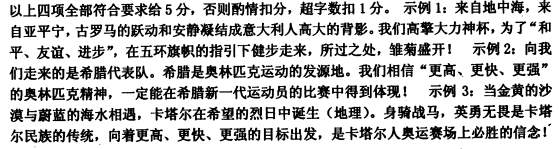 以上四项全部符合要求给5分，否则酌情扣分，超字数扣1分。 示例1：来自地中海，来
自亚平宁，古罗马的跃动和安静凝结成意大利人高大的背影。我们高擎大力神杯，为了“和
平、友谊、进步”，在五环旗帜的指引下健步走来，所过之处，雏菊盛开！ 示例2：向我
们走来的是希腊代表队。希腊是奥林匹克运动的发源地。我们相信“更高、更快、更强”
的奥林匹克精神，一定能在希腊新一代运动员的比赛中得到体现！ 示例3：当金黄的沙
漠与蔚蓝的海水相遇，卡塔尔在希望的烈日中诞生（地理）。身骑战马，英勇无畏是卡塔
尔民族的传统，向着更高、更快、更强的目标出发，是卡塔尔人奥运赛场上必胜的信念！